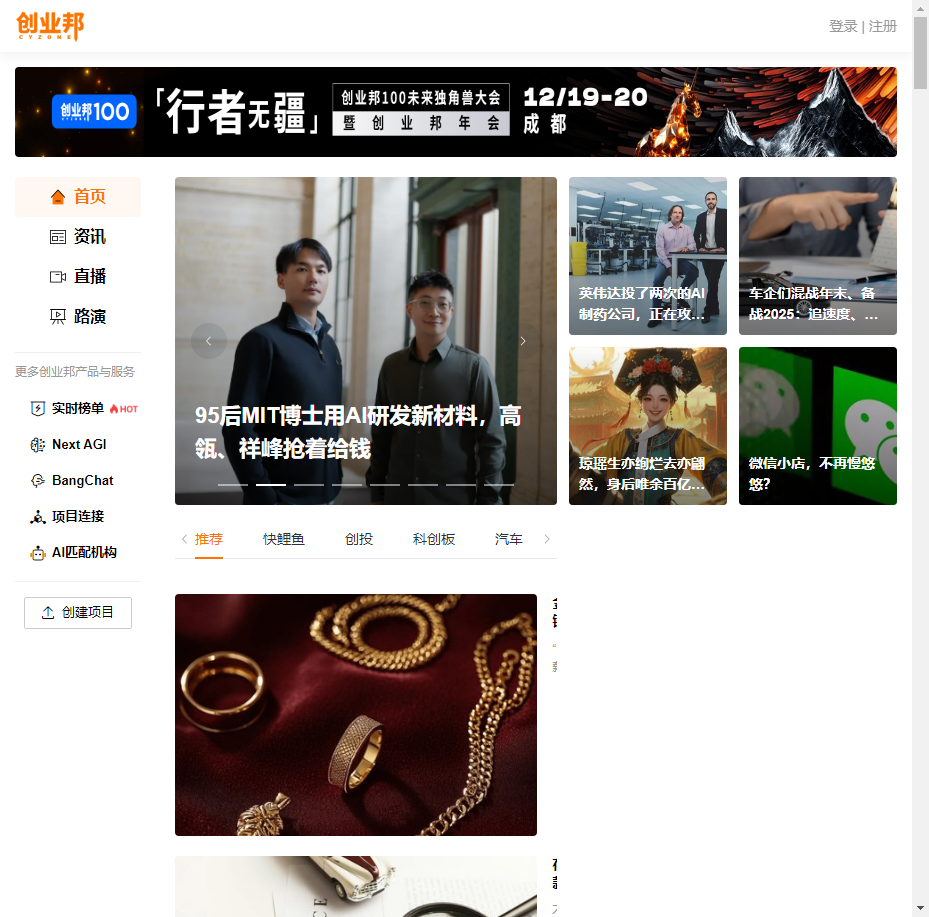 创业邦
CYZONE
登录 | 注册
创业邦100
「行者无疆」
创业邦100未来独角兽大会
暨创业邦年会
12/19-20
成都
首页
资讯
直播
路演
更多创业邦产品与服务
实时榜单 HOT
Next AGI
BangChat
项目连接
AI匹配机构
创建项目
95后MIT博士用AI研发新材料，高
瓴、祥峰抢着给钱
英伟达投了两次的AI
制药公司，正在攻...
车企们混战年末、备
战2025：追速度、...
琼瑶生亦绚烂去亦翩
然，身后唯余百亿...
微信小店，不再惶悠
悠？
推荐
快鲤鱼
创投
科创板
汽车